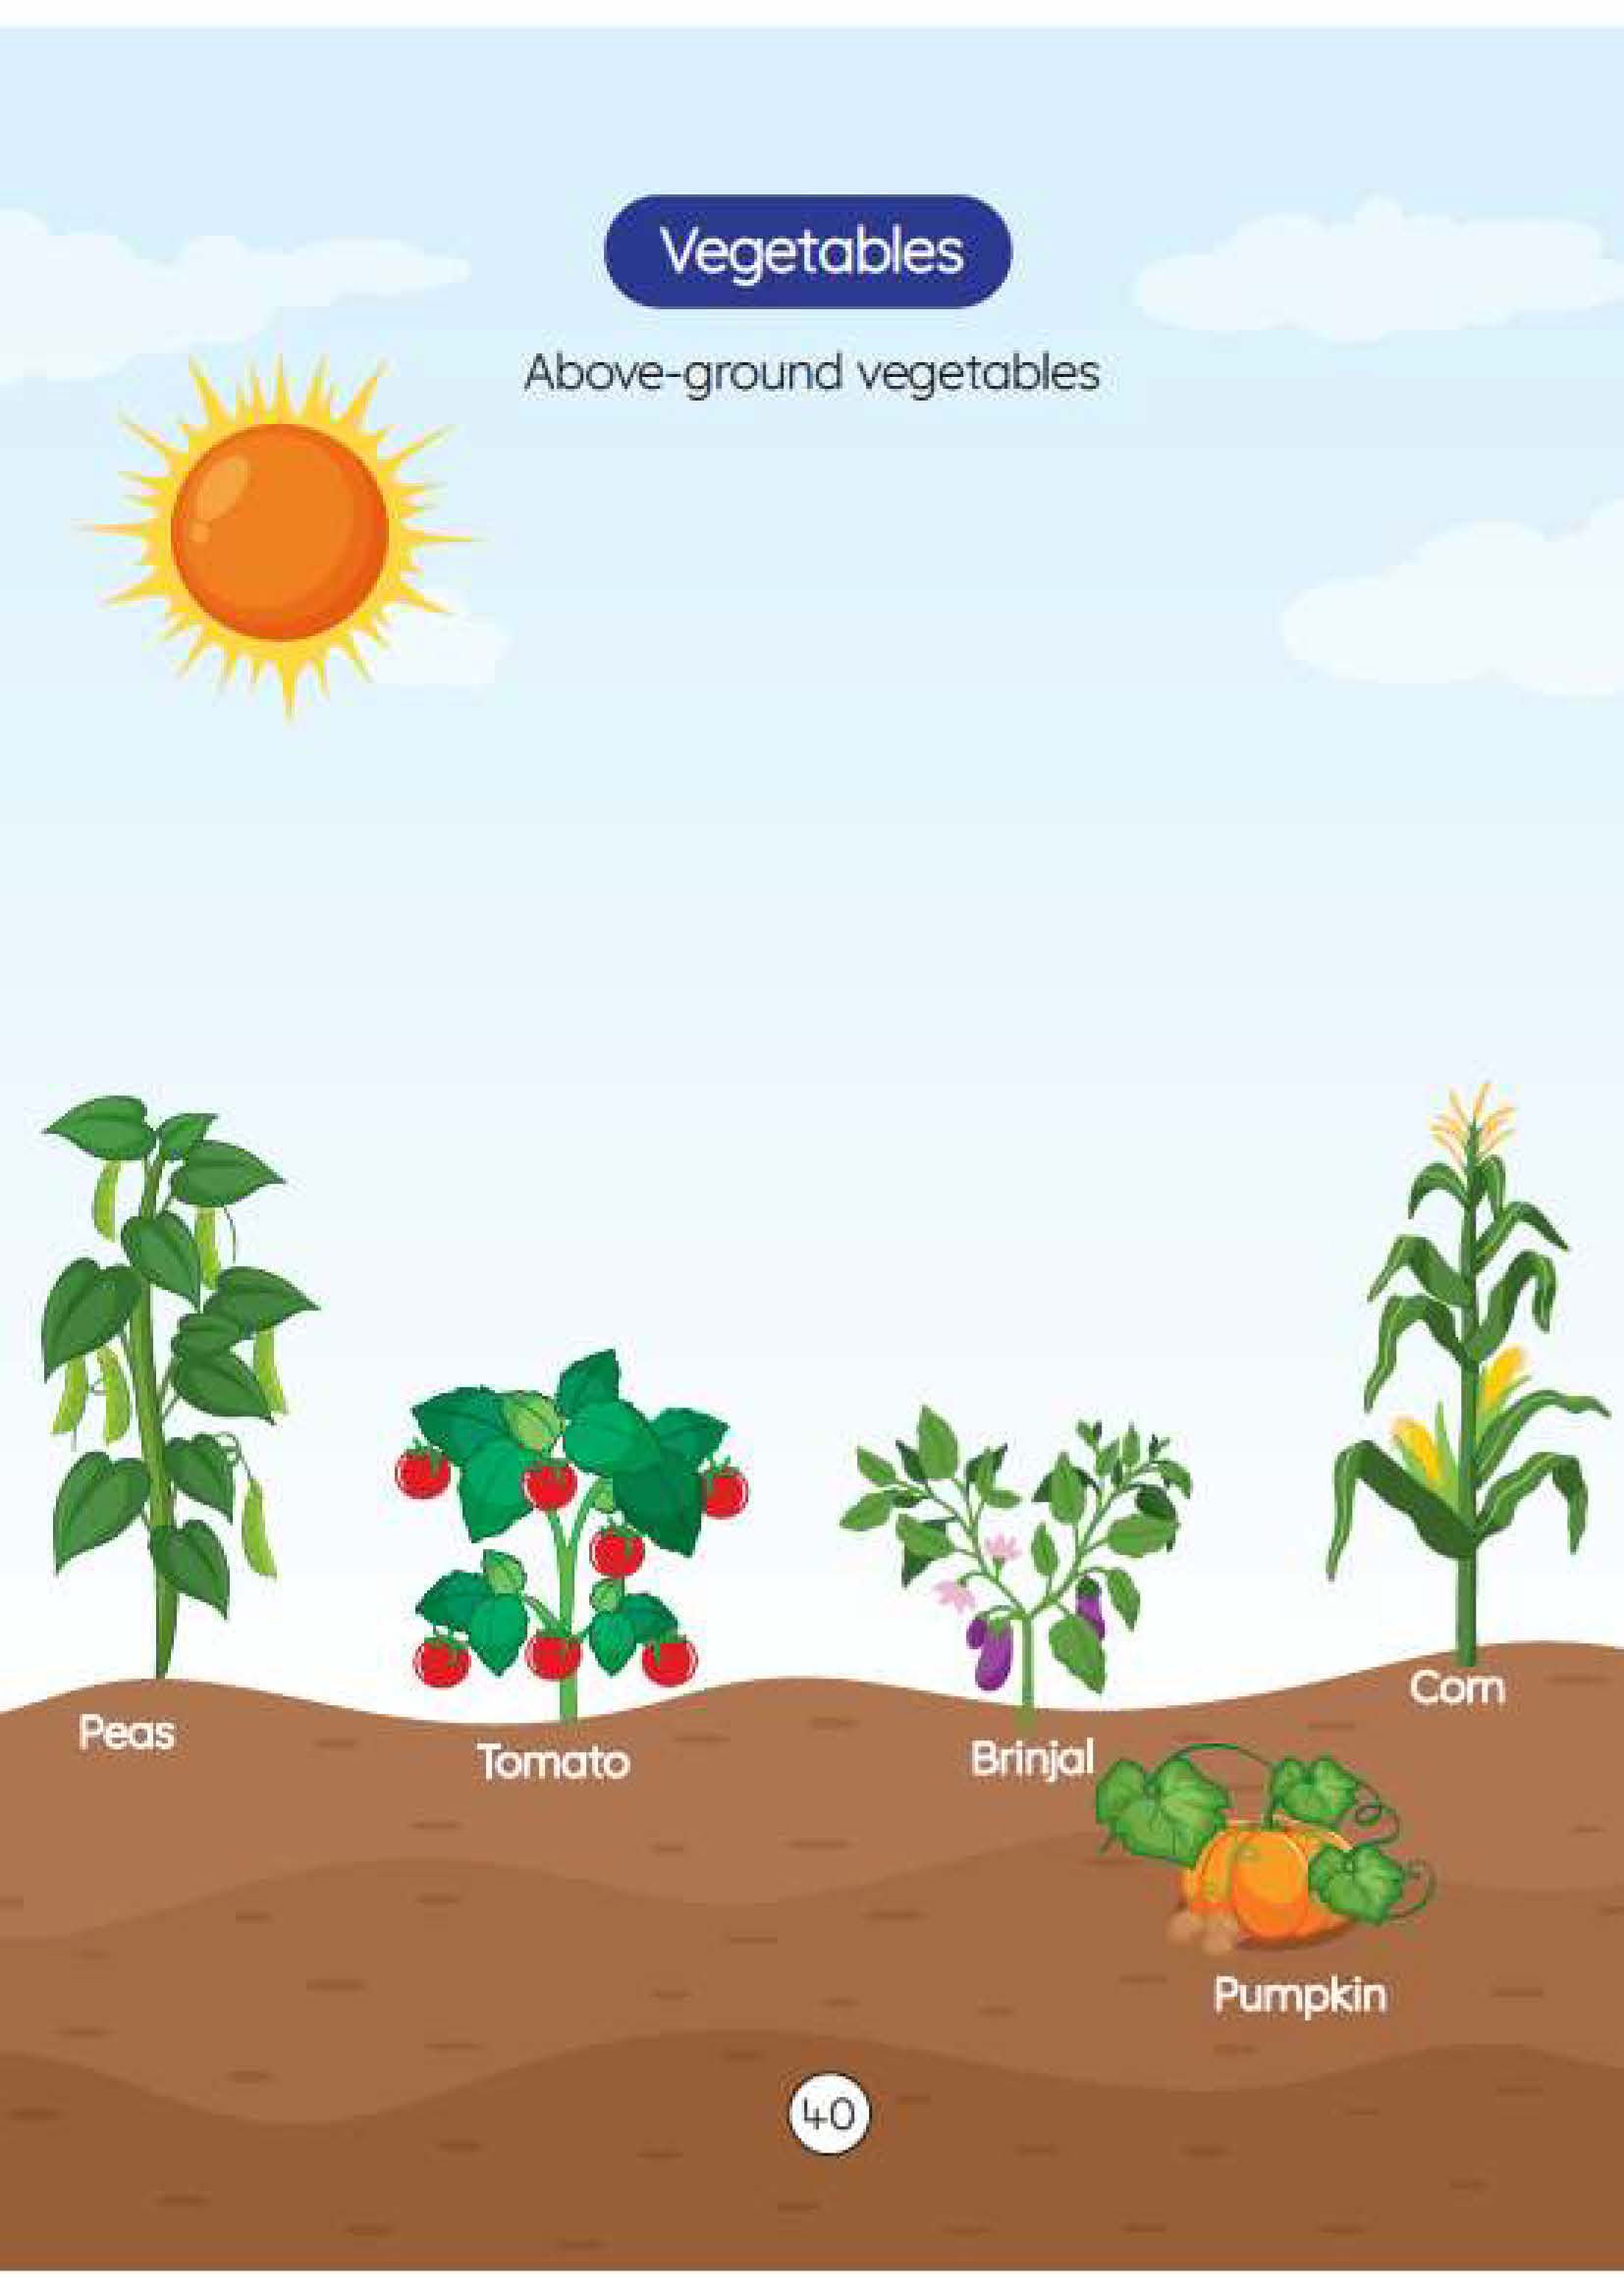 Vegetables
Above-ground vegetables
Peas
Tomato
Brinjal
Corn
Pumpkin
40